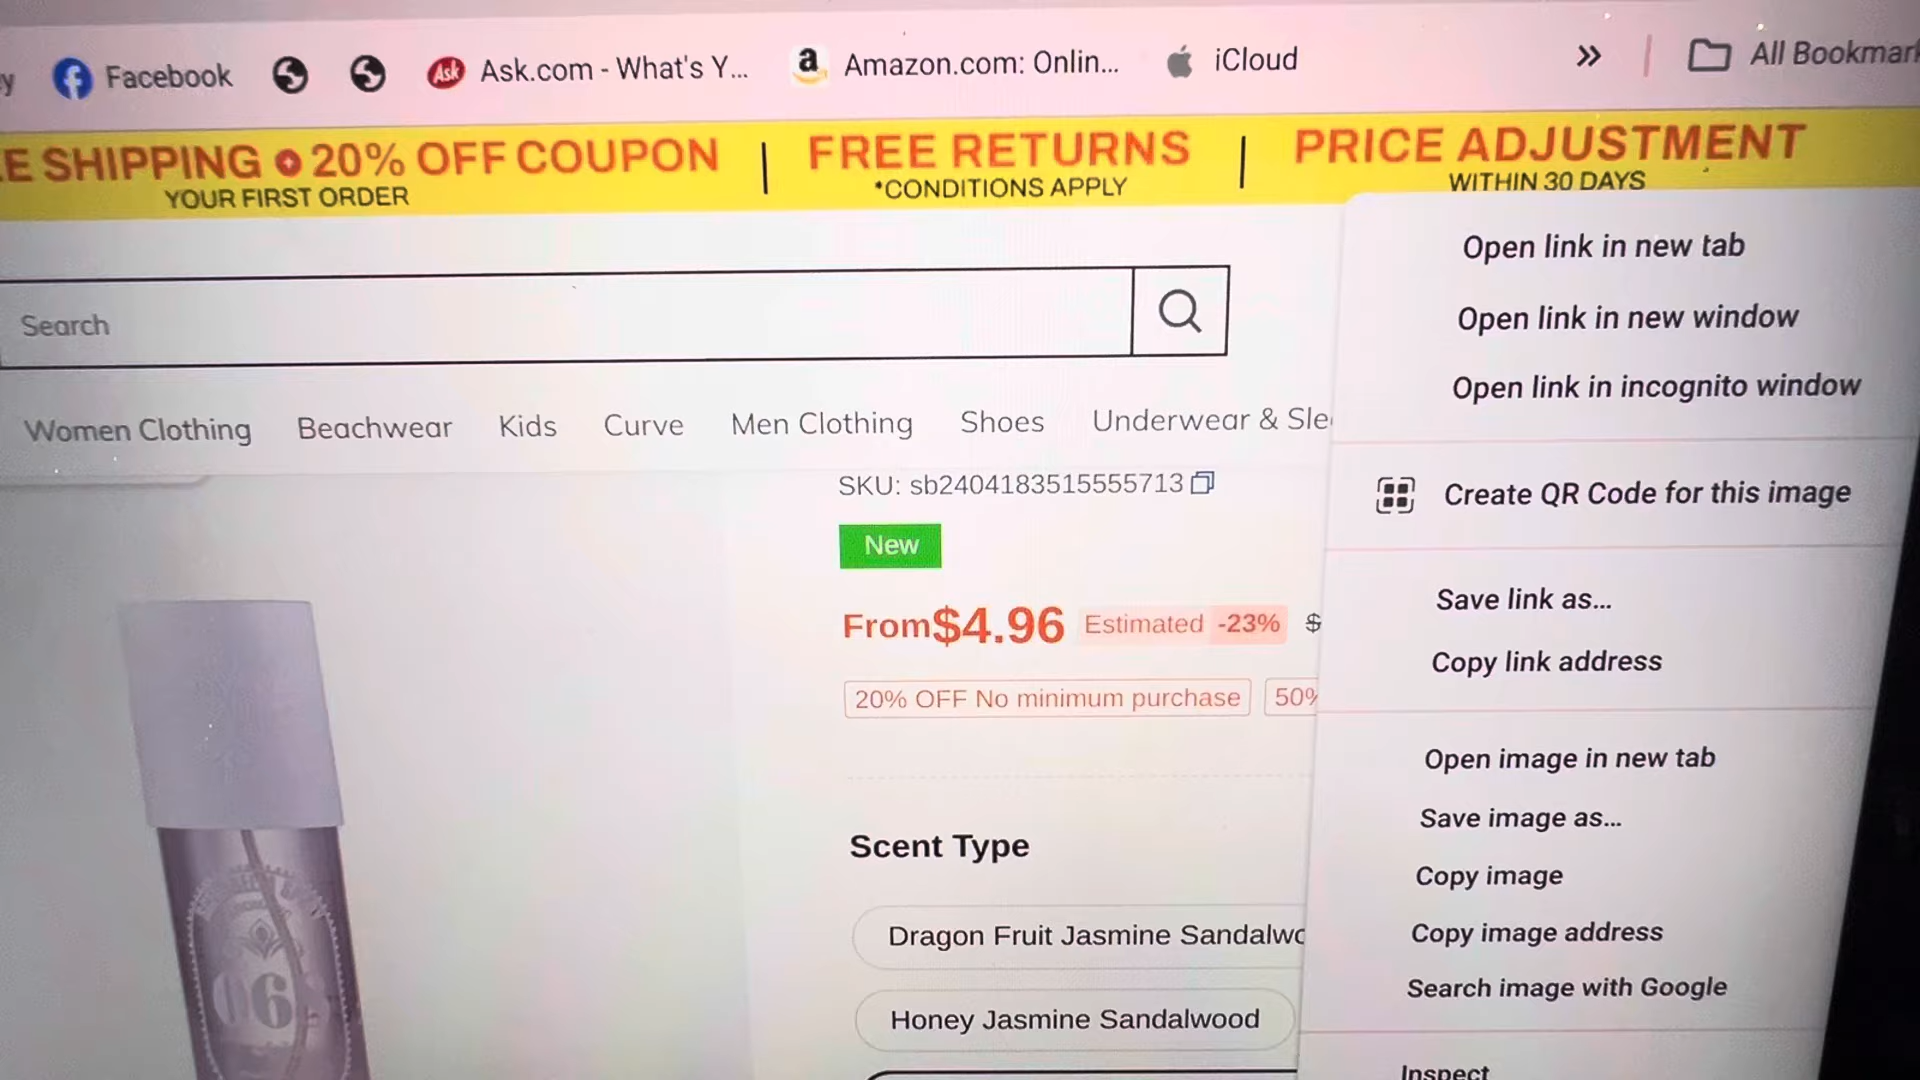 y Facebook Ask Ask.com - What's Y... a Amazon.com: Onlin... iCloud » All Bookmar
E SHIPPING 20% OFF COUPON
YOUR FIRST ORDER
FREE RETURNS
*CONDITIONS APPLY
PRICE ADJUSTMENT
WITHIN 30 DAYS
Search
Women Clothing Beachwear Kids Curve Men Clothing Shoes Underwear & Sle
SKU: sb2404183515555713
New
From$4.96 Estimated -23% $
20% OFF No minimum purchase 50%
Scent Type
Dragon Fruit Jasmine Sandalwo
Honey Jasmine Sandalwood
06
Open link in new tab
Open link in new window
Open link in incognito window
Create QR Code for this image
Save link as...
Copy link address
Open image in new tab
Save image as...
Copy image
Copy image address
Search image with Google
Inspect